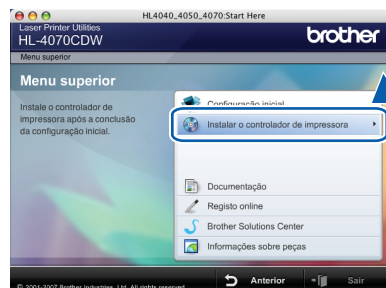 HL4040_4050_4070:Start Here
Laser Printer Utilities
HL-4070CDW
brother
Menu superior
Menu superior
Instale o controlador de
impressora após a conclusão
da configuração inicial.
Configuração inicial
Instalar o controlador de impressora
Documentação
Registo online
Brother Solutions Center
Informações sobre peças
Anterior
Sair
© 2001-2007 Brother Industries, Ltd. All rights reserved.